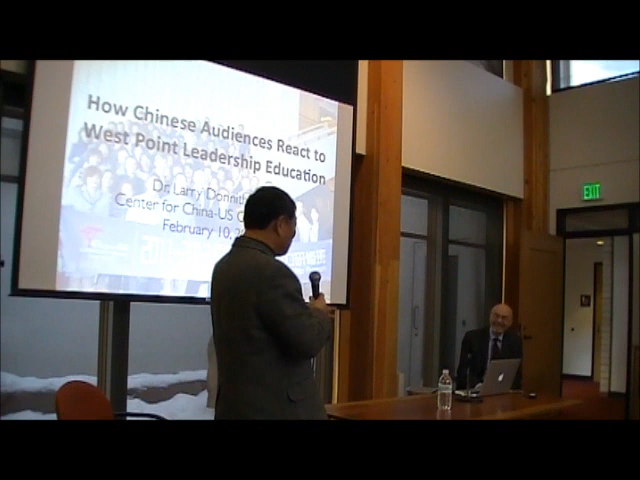 How Chinese Audiences React to
West Point Leadership Education
Dr. Larry
Center for China-US
February 10,
EXIT